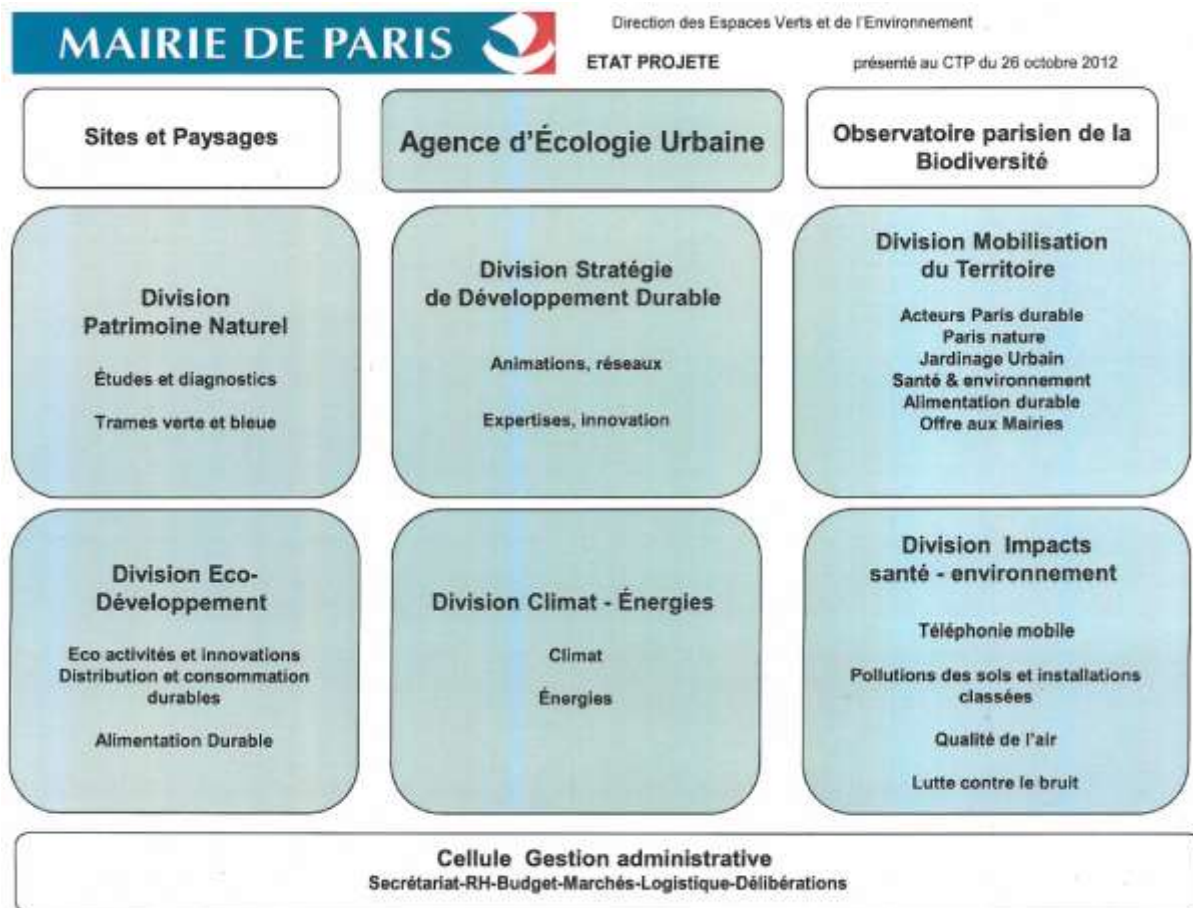 MAIRIE DE PARIS
Direction des Espaces Verts et de l'Environnement
ETAT PROJETE
présenté au CTP du 26 octobre 2012
Sites et Paysages
Agence d'Écologie Urbaine
Observatoire parisien de la
Biodiversité
Division
Patrimoine Naturel
Études et diagnostics
Trames verte et bleue
Division Stratégie
de Développement Durable
Animations, réseaux
Expertises, innovation
Division Mobilisation
du Territoire
Acteurs Paris durable
Paris nature
Jardinage Urbain
Santé & environnement
Alimentation durable
Offre aux Mairies
Division Eco-
Développement
Eco activités et innovations
Distribution et consommation
durables
Alimentation Durable
Division Climat - Énergies
Climat
Énergies
Division Impacts
santé - environnement
Téléphonie mobile
Pollutions des sols et installations
classées
Qualité de l'air
Lutte contre le bruit
Cellule Gestion administrative
Secrétariat-RH-Budget-Marchés-Logistique-Délibérations